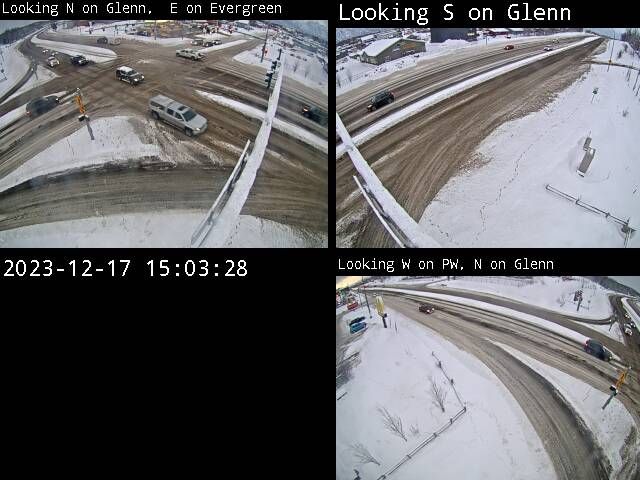 Looking N on Glenn,  E on Evergreen
Looking S on Glenn
2023-12-17 15:03:28
Looking W on PW, N on Glenn